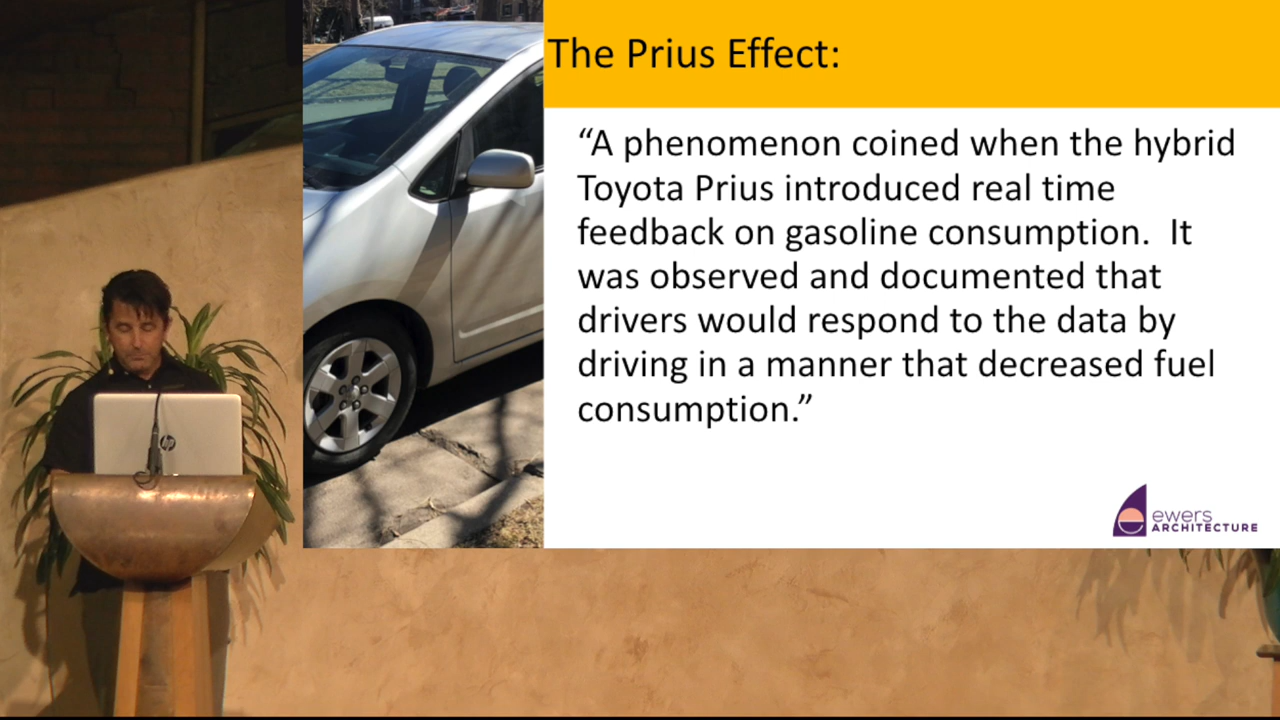 The Prius Effect:
“A phenomenon coined when the hybrid
Toyota Prius introduced real time
feedback on gasoline consumption.  It
was observed and documented that
drivers would respond to the data by
driving in a manner that decreased fuel
consumption.”
ewers
ARCHITECTURE
hp